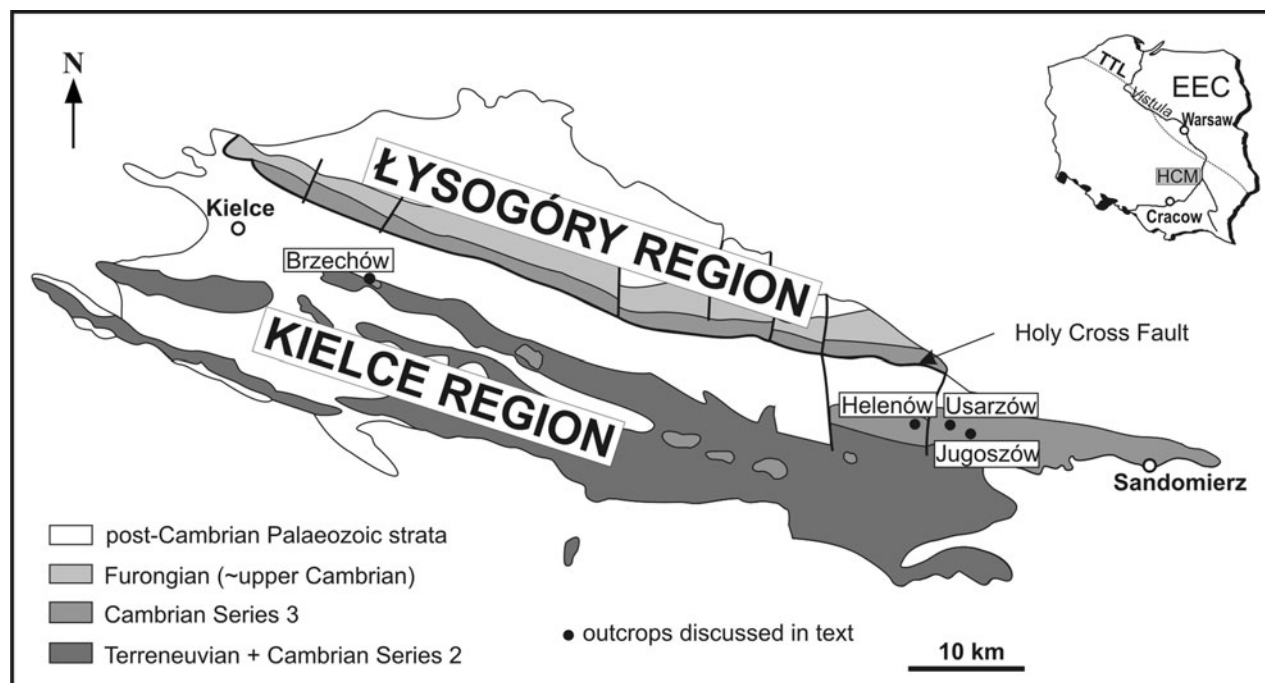 N
TTL
EEC
Vistula
Warsaw
HCM
Cracow
ŁYSOGÓRY REGION
Kielce
Brzechów
KIELCE REGION
Holy Cross Fault
Helenów
Usarzów
Jugoszów
Sandomierz
post-Cambrian Palaeozoic strata
Furongian (~upper Cambrian)
Cambrian Series 3
Terreneuvian + Cambrian Series 2
outcrops discussed in text
10 km